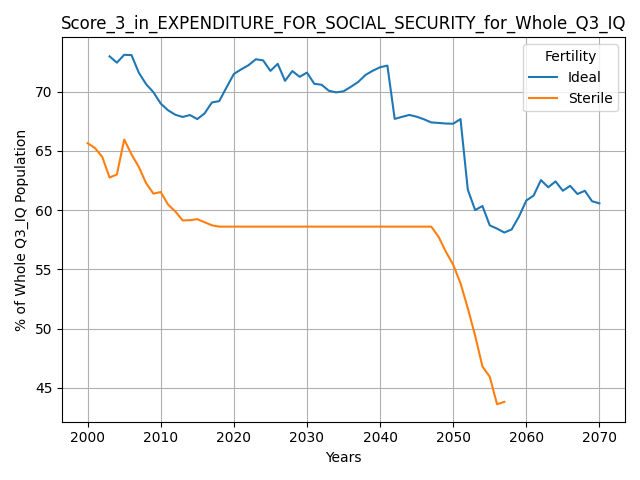 Score_3_in_EXPENDITURE_FOR_SOCIAL_SECURITY_for_Whole_Q3_IQ
Fertility
Ideal
Sterile
% of Whole Q3_IQ Population
70
65
60
55
50
45
2000 2010 2020 2030 2040 2050 2060 2070
Years